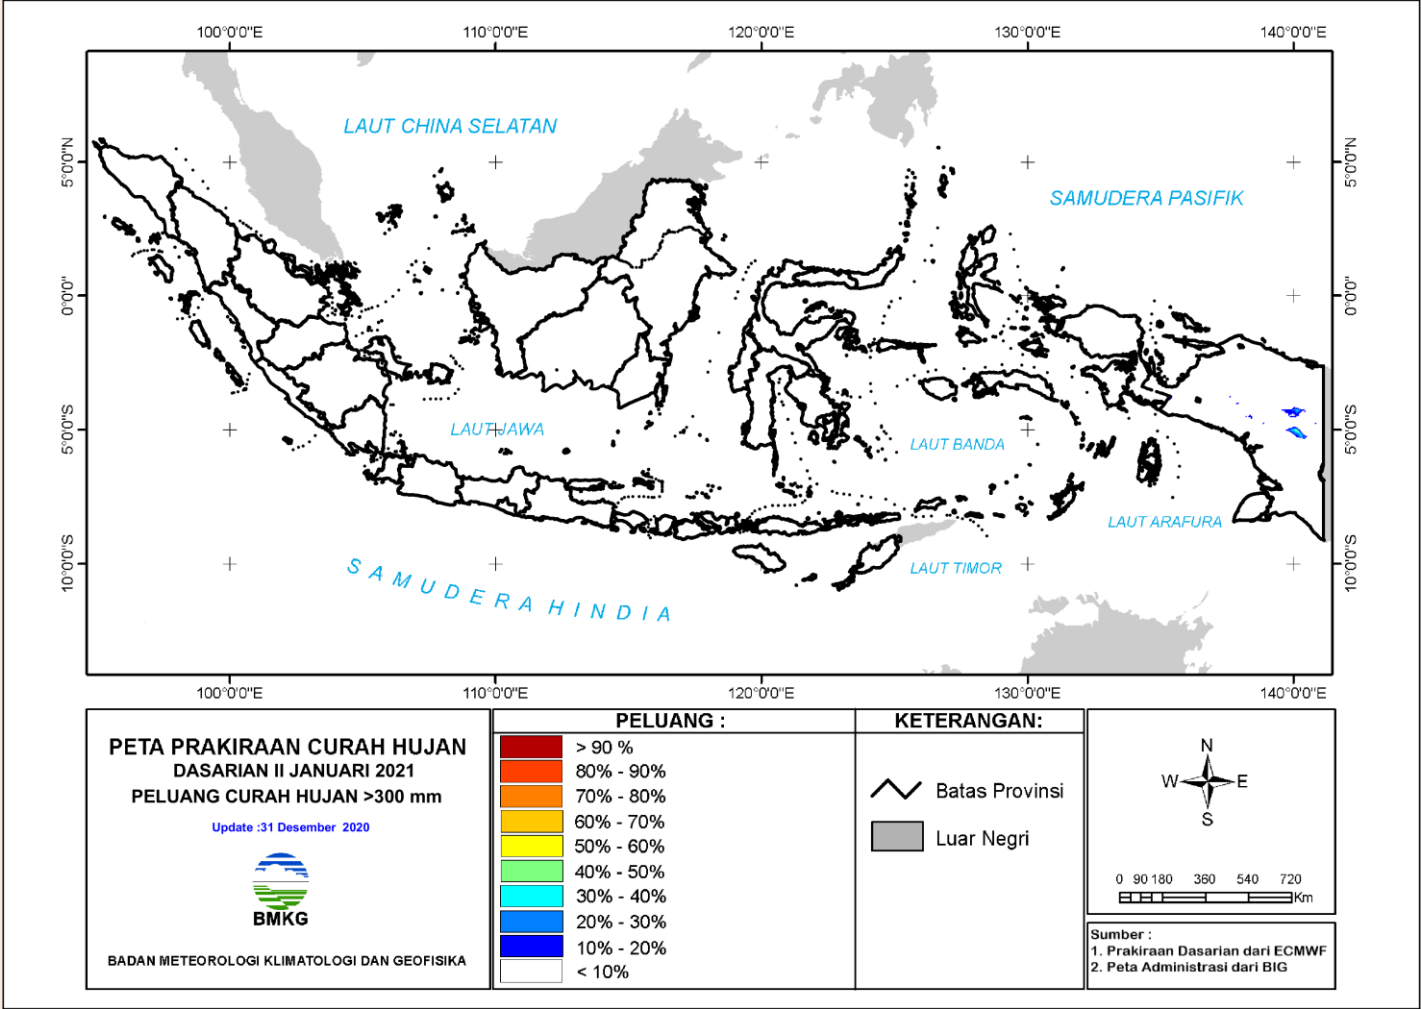 100°0'0"E 110°0'0"E 120°0'0"E 130°0'0"E 140°0'0"E
LAUT CHINA SELATAN
5°0'0"N 5°0'0"N
SAMUDERA PASIFIK
0°0'0" 0°0'0"
5°0'0"S LAUT JAWA LAUT BANDA 5°0'0"S
LAUT ARAFURA
10°0'0"S LAUT TIMOR 10°0'0"S
SAMUDERA HINDIA
100°0'0"E 110°0'0"E 120°0'0"E 130°0'0"E 140°0'0"E
PETA PRAKIRAAN CURAH HUJAN
DASARIAN II JANUARI 2021
PELUANG CURAH HUJAN >300 mm
Update :31 Desember 2020
BMKG
BADAN METEOROLOGI KLIMATOLOGI DAN GEOFISIKA
PELUANG :
> 90 %
80% - 90%
70% - 80%
60% - 70%
50% - 60%
40% - 50%
30% - 40%
20% - 30%
10% - 20%
< 10%
KETERANGAN:
Batas Provinsi
Luar Negri
N
W E
S
0 90 180 360 540 720
Km
Sumber :
1. Prakiraan Dasarian dari ECMWF
2. Peta Administrasi dari BIG